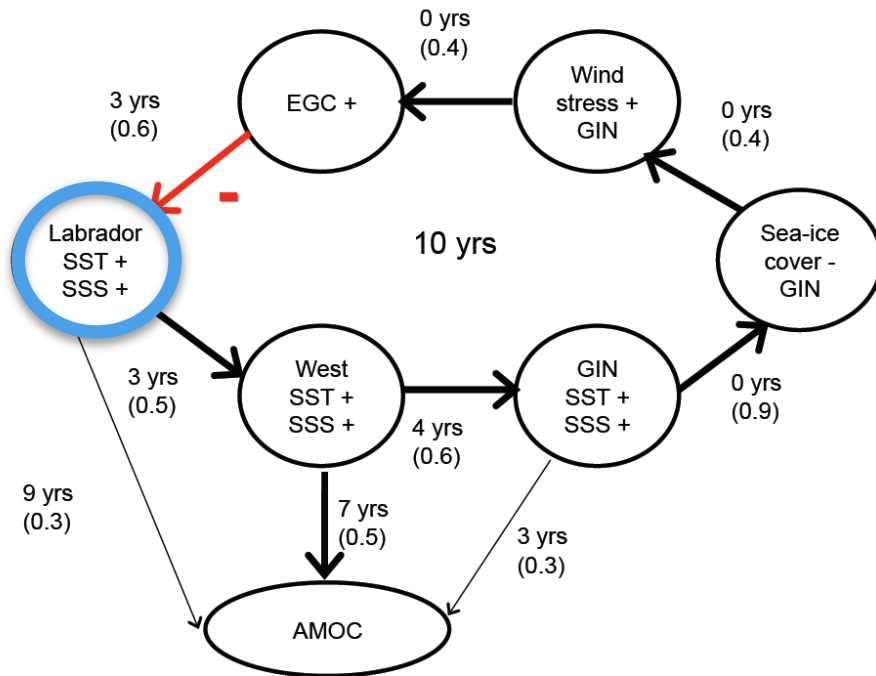 0 yrs
(0.4)
EGC +
Wind
stress +
GIN
3 yrs
(0.6)
-
0 yrs
(0.4)
Labrador
SST +
SSS +
10 yrs
Sea-ice
cover -
GIN
3 yrs
(0.5)
West
SST +
SSS +
4 yrs
(0.6)
GIN
SST +
SSS +
0 yrs
(0.9)
9 yrs
(0.3)
7 yrs
(0.5)
3 yrs
(0.3)
AMOC